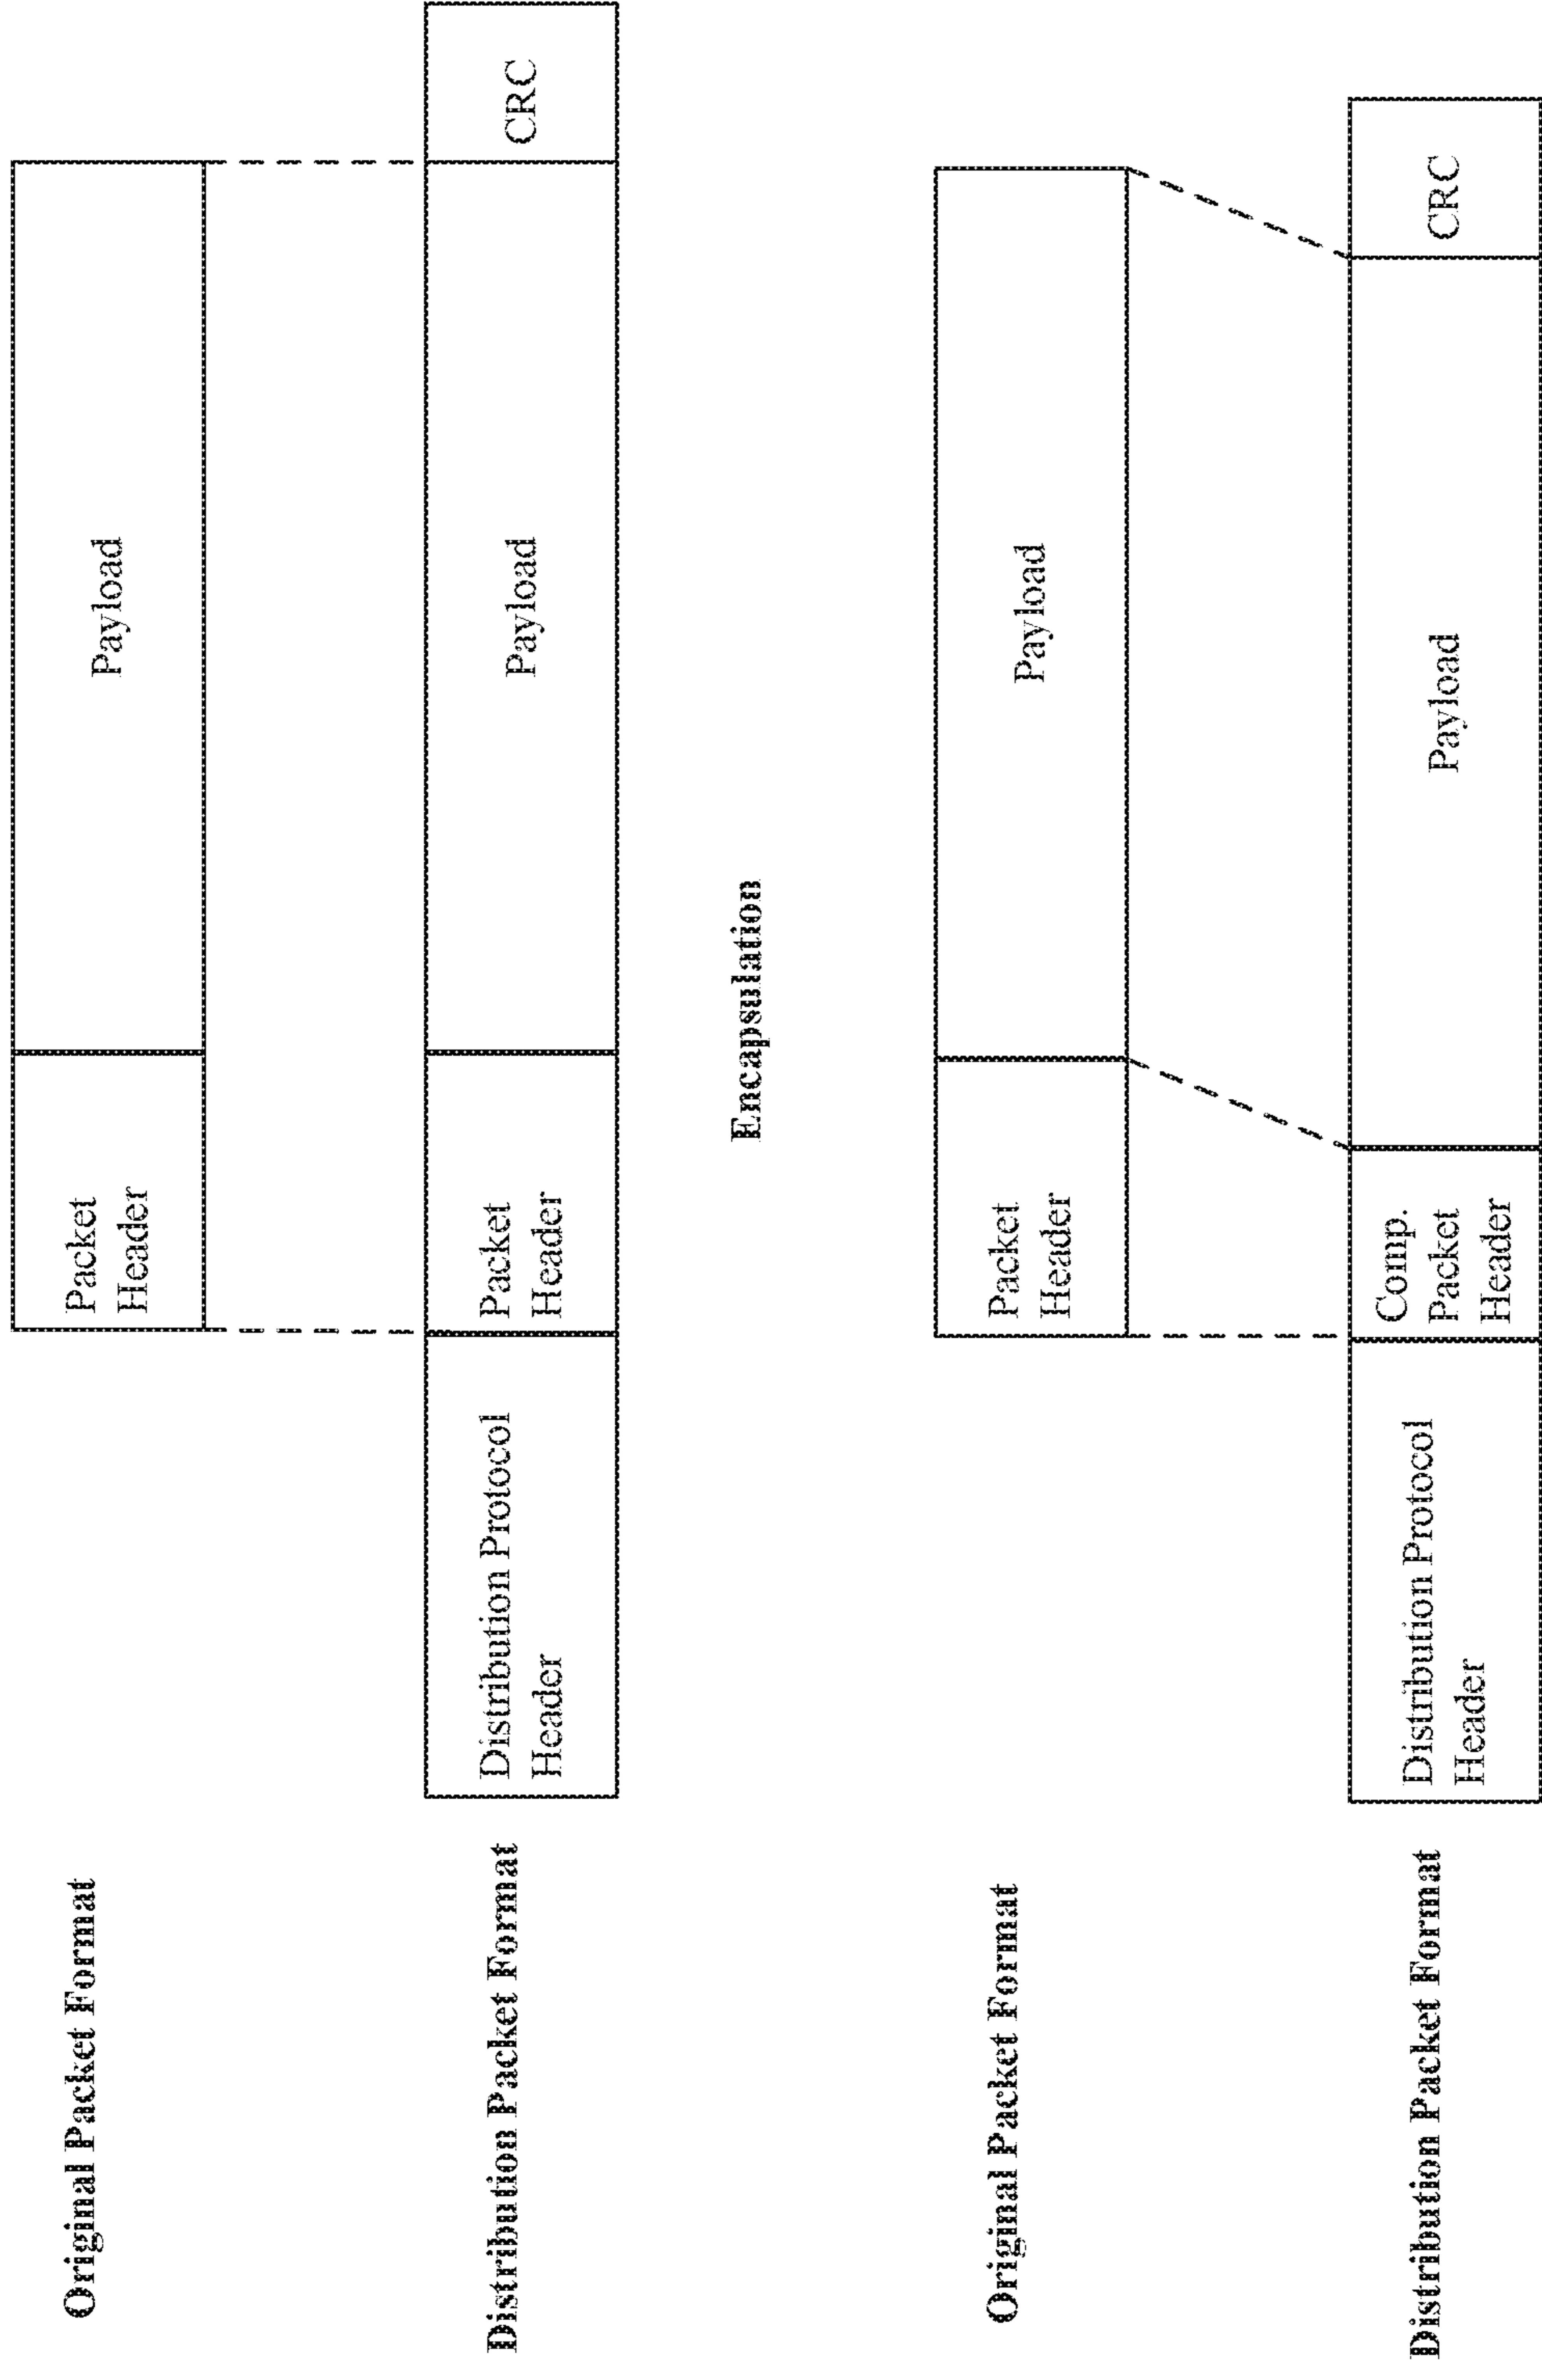 Original Packet Format
Packet
Header
Payload
Distribution Packet Format
Distribution Protocol
Header
Packet
Header
Payload
CRC
Encapsulation
Original Packet Format
Packet
Header
Payload
Distribution Packet Format
Distribution Protocol
Header
Comp.
Packet
Header
Payload
CRC